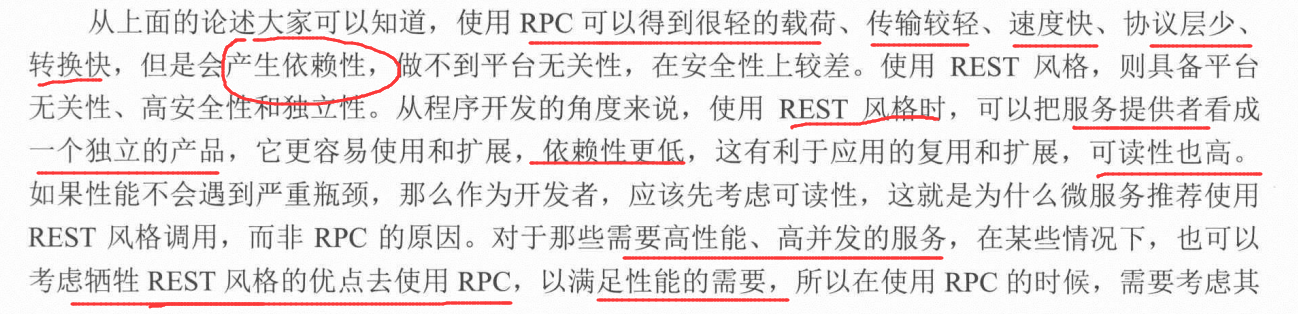 从上面的论述大家可以知道，使用 RPC 可以得到很轻的载荷、传输较轻、速度快、协议层少、
转换快，但是会产生依赖性，做不到平台无关性，在安全性上较差。使用 REST 风格，则具备平台
无关性、高安全性和独立性。从程序开发的角度来说，使用 REST 风格时，可以把服务提供者看成
一个独立的产品，它更容易使用和扩展，依赖性更低，这有利于应用的复用和扩展，可读性也高。
如果性能不会遇到严重瓶颈，那么作为开发者，应该先考虑可读性，这就是为什么微服务推荐使用
REST 风格调用，而非 RPC 的原因。对于那些需要高性能、高并发的服务，在某些情况下，也可以
考虑牺牲 REST 风格的优点去使用 RPC，以满足性能的需要，所以在使用 RPC 的时候，需要考虑其